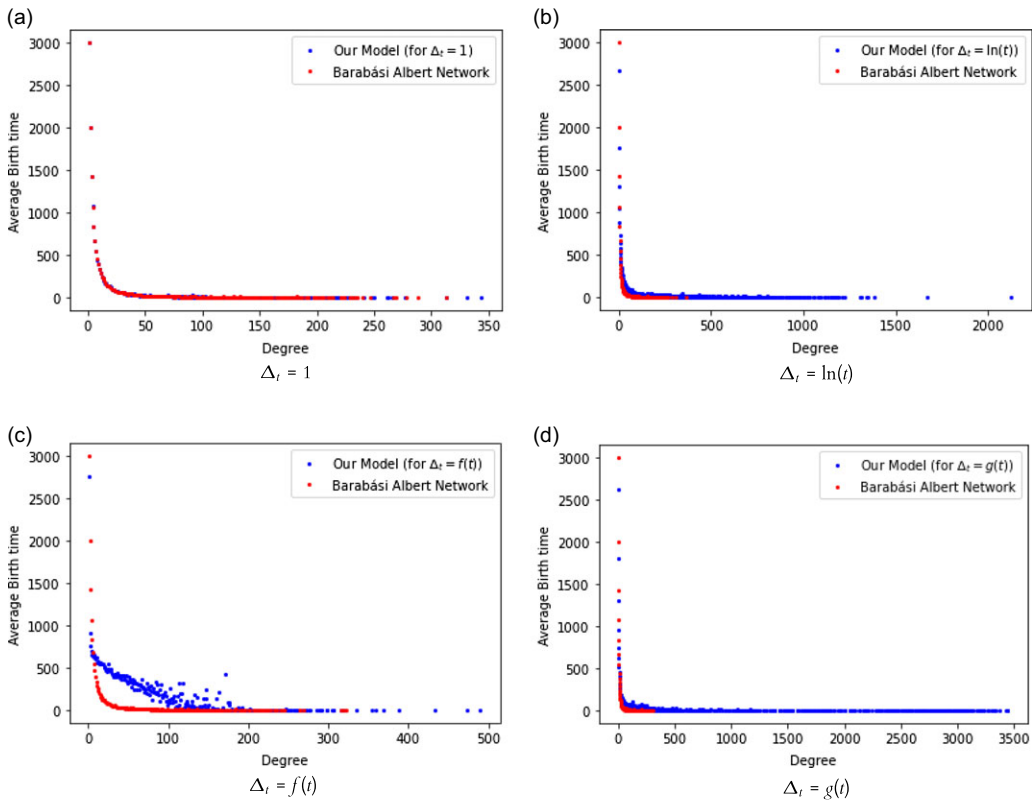 (a)
3000
2500
2000
1500
1000
500
0
Average Birth time
Our Model (for Δt = 1)
Barabási Albert Network
0 50 100 150 200 250 300 350
Degree
Δt = 1
(b)
3000
2500
2000
1500
1000
500
0
Average Birth time
Our Model (for Δt = ln(t))
Barabási Albert Network
0 500 1000 1500 2000
Degree
Δt = ln(t)
(c)
3000
2500
2000
1500
1000
500
0
Average Birth time
Our Model (for Δt = f(t))
Barabási Albert Network
0 100 200 300 400 500
Degree
Δt = f(t)
(d)
3000
2500
2000
1500
1000
500
0
Average Birth time
Our Model (for Δt = g(t))
Barabási Albert Network
0 500 1000 1500 2000 2500 3000 3500
Degree
Δt = g(t)